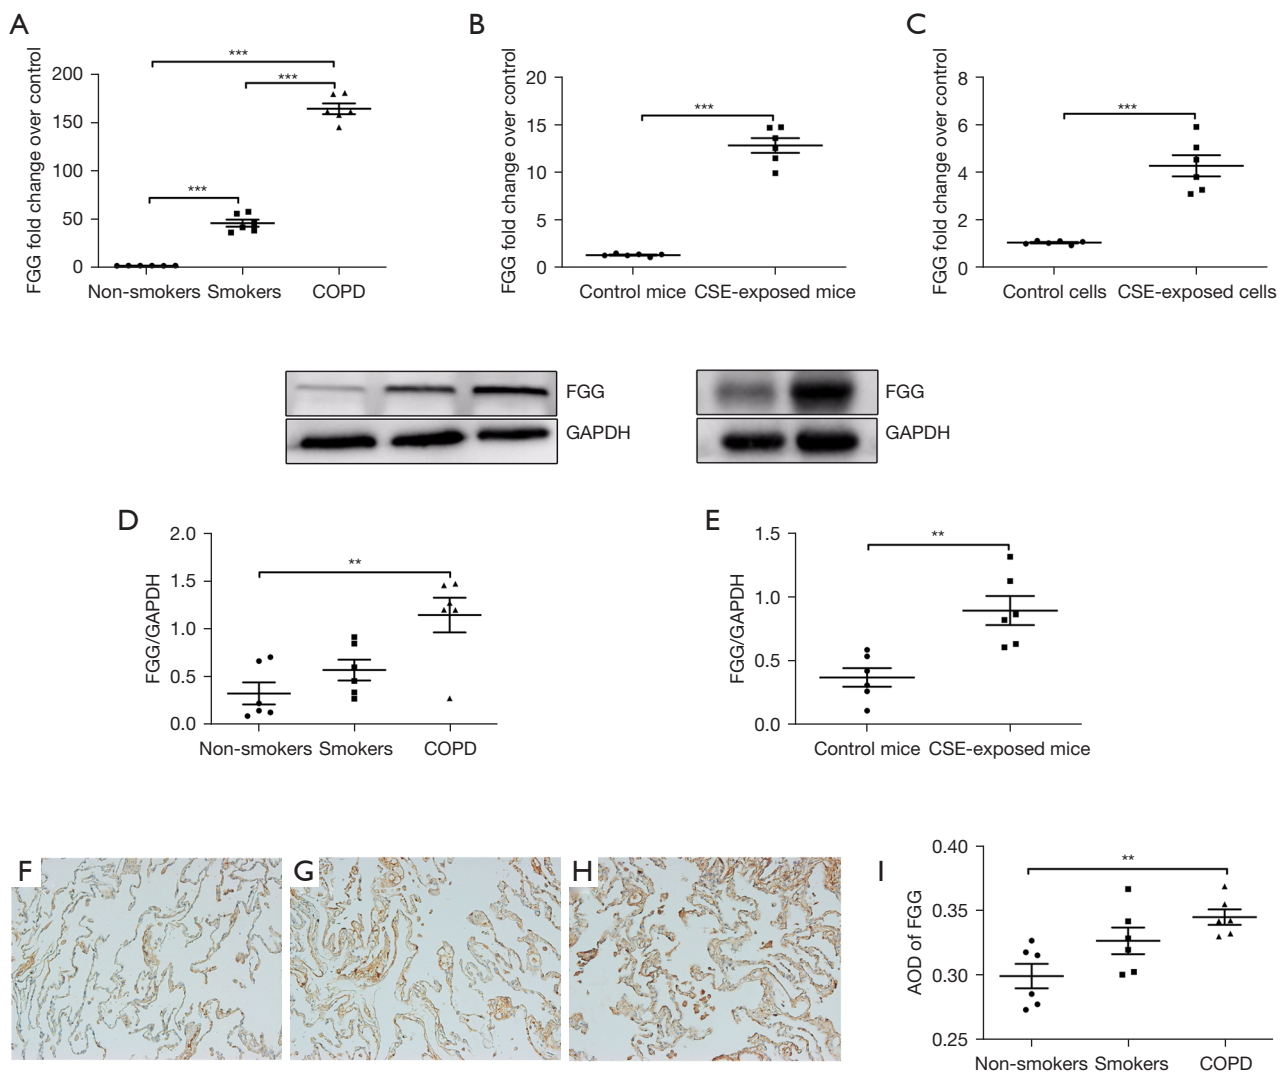 A
FGG fold change over control
200
150
100
50
0
***
***
***
Non-smokers Smokers COPD
B
FGG fold change over control
20
15
10
5
0
***
Control mice CSE-exposed mice
C
FGG fold change over control
8
6
4
2
0
***
Control cells CSE-exposed cells
FGG
GAPDH
FGG
GAPDH
D
FGG/GAPDH
2.0
1.5
1.0
0.5
0.0
**
Non-smokers Smokers COPD
E
FGG/GAPDH
1.5
1.0
0.5
0.0
**
Control mice CSE-exposed mice
F
G
H
I
AOD of FGG
0.40
0.35
0.30
0.25
**
Non-smokers Smokers COPD